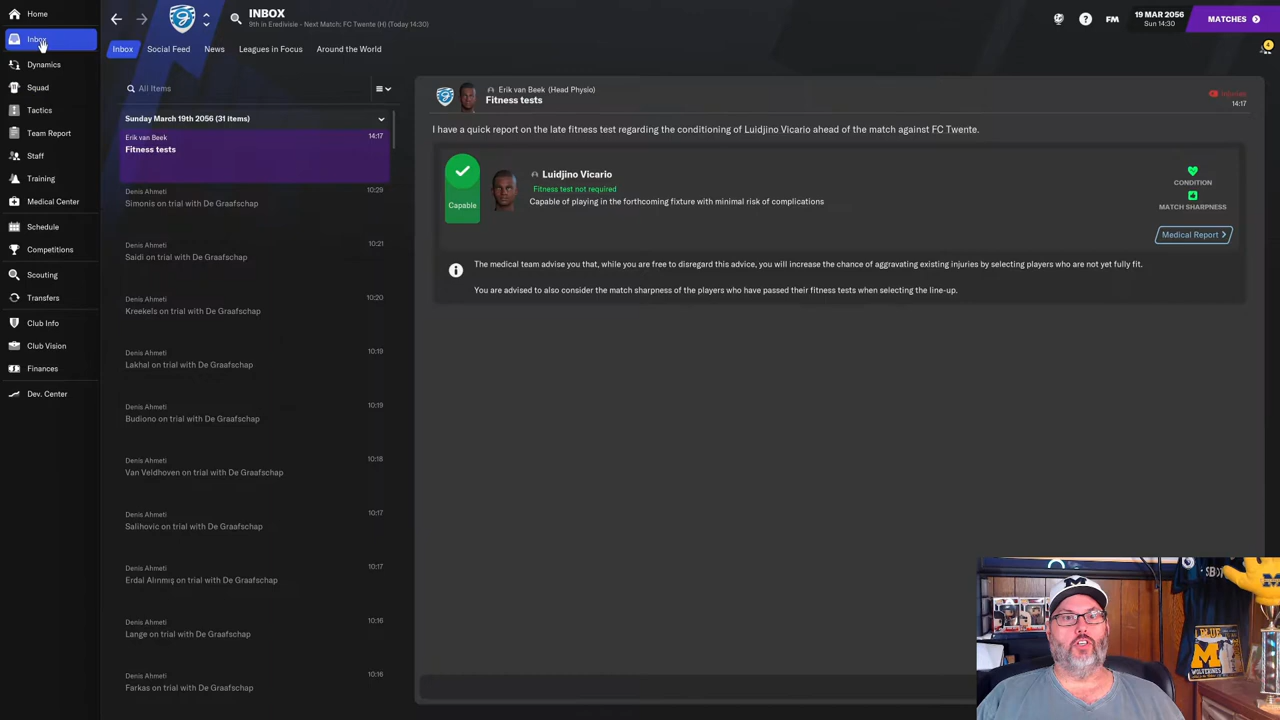 Home
Inbox
Dynamics
Squad
Tactics
Team Report
Staff
Training
Medical Center
Schedule
Competitions
Scouting
Transfers
Club Info
Club Vision
Finances
Dev. Center
INBOX
9th in Eredivisie - Next Match: FC Twente (H) (Today 14:30)
FM
19 MAR 2056
Sun 14:30
MATCHES
4
Inbox Social Feed News Leagues in Focus Around the World
All Items
Sunday March 19th 2056 (31 items)
Erik van Beek 14:17
Fitness tests
Denis Ahmeti 10:29
Simonis on trial with De Graafschap
Denis Ahmeti 10:21
Saidi on trial with De Graafschap
Denis Ahmeti 10:20
Kreekels on trial with De Graafschap
Denis Ahmeti 10:19
Lakhal on trial with De Graafschap
Denis Ahmeti 10:19
Budiono on trial with De Graafschap
Denis Ahmeti 10:18
Van Veldhoven on trial with De Graafschap
Denis Ahmeti 10:17
Salihovic on trial with De Graafschap
Denis Ahmeti 10:17
Erdal Alınmış on trial with De Graafschap
Denis Ahmeti 10:16
Lange on trial with De Graafschap
Denis Ahmeti 10:16
Farkas on trial with De Graafschap
Erik van Beek (Head Physio)
Fitness tests
Injuries
14:17
I have a quick report on the late fitness test regarding the conditioning of Luidjino Vicario ahead of the match against FC Twente.
Capable
Luidjino Vicario
Fitness test not required
Capable of playing in the forthcoming fixture with minimal risk of complications
CONDITION
MATCH SHARPNESS
Medical Report
The medical team advise you that, while you are free to disregard this advice, you will increase the chance of aggravating existing injuries by selecting players who are not yet fully fit.
You are advised to also consider the match sharpness of the players who have passed their fitness tests when selecting the line-up.
M
BLUE
M
WOLVERINES